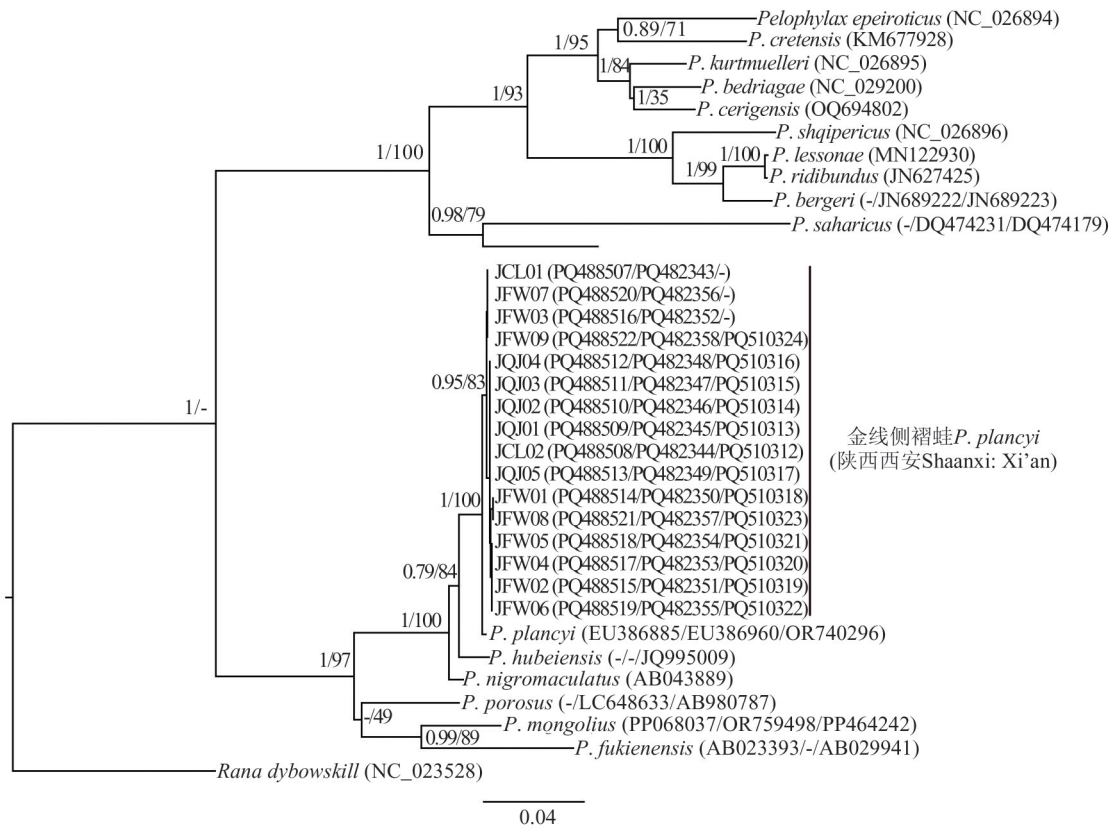 Pelophylax epeiroticus (NC_026894)
0.89/71
P. cretensis (KM677928)
1/95
P. kurtmuelleri (NC_026895)
1/84
P. bedriagae (NC_029200)
1/93
1/35
P. cerigensis (OQ694802)
P. shqipericus (NC_026896)
1/100
1/100
P. lessonae (MN122930)
1/100
1/99
P. ridibundus (JN627425)
P. bergeri (-/JN689222/JN689223)
0.98/79
P. saharicus (-/DQ474231/DQ474179)
JCL01 (PQ488507/PQ482343/-)
JFW07 (PQ488520/PQ482356/-)
JFW03 (PQ488516/PQ482352/-)
JFW09 (PQ488522/PQ482358/PQ510324)
JQJ04 (PQ488512/PQ482348/PQ510316)
0.95/83
JQJ03 (PQ488511/PQ482347/PQ510315)
JQJ02 (PQ488510/PQ482346/PQ510314)
1/-
JQJ01 (PQ488509/PQ482345/PQ510313)
金线侧褶蛙P. plancyi
JCL02 (PQ488508/PQ482344/PQ510312)
(陕西西安Shaanxi: Xi’an)
JQJ05 (PQ488513/PQ482349/PQ510317)
1/100
JFW01 (PQ488514/PQ482350/PQ510318)
JFW08 (PQ488521/PQ482357/PQ510323)
JFW05 (PQ488518/PQ482354/PQ510321)
JFW04 (PQ488517/PQ482353/PQ510320)
0.79/84
JFW02 (PQ488515/PQ482351/PQ510319)
JFW06 (PQ488519/PQ482355/PQ510322)
1/100
P. plancyi (EU386885/EU386960/OR740296)
1/97
P. hubeiensis (-/-/JQ995009)
P. nigromaculatus (AB043889)
P. porosus (-/LC648633/AB980787)
-/49
P. mongolius (PP068037/OR759498/PP464242)
0.99/89
P. fukienensis (AB023393/-/AB029941)
Rana dybowskill (NC_023528)
0.04